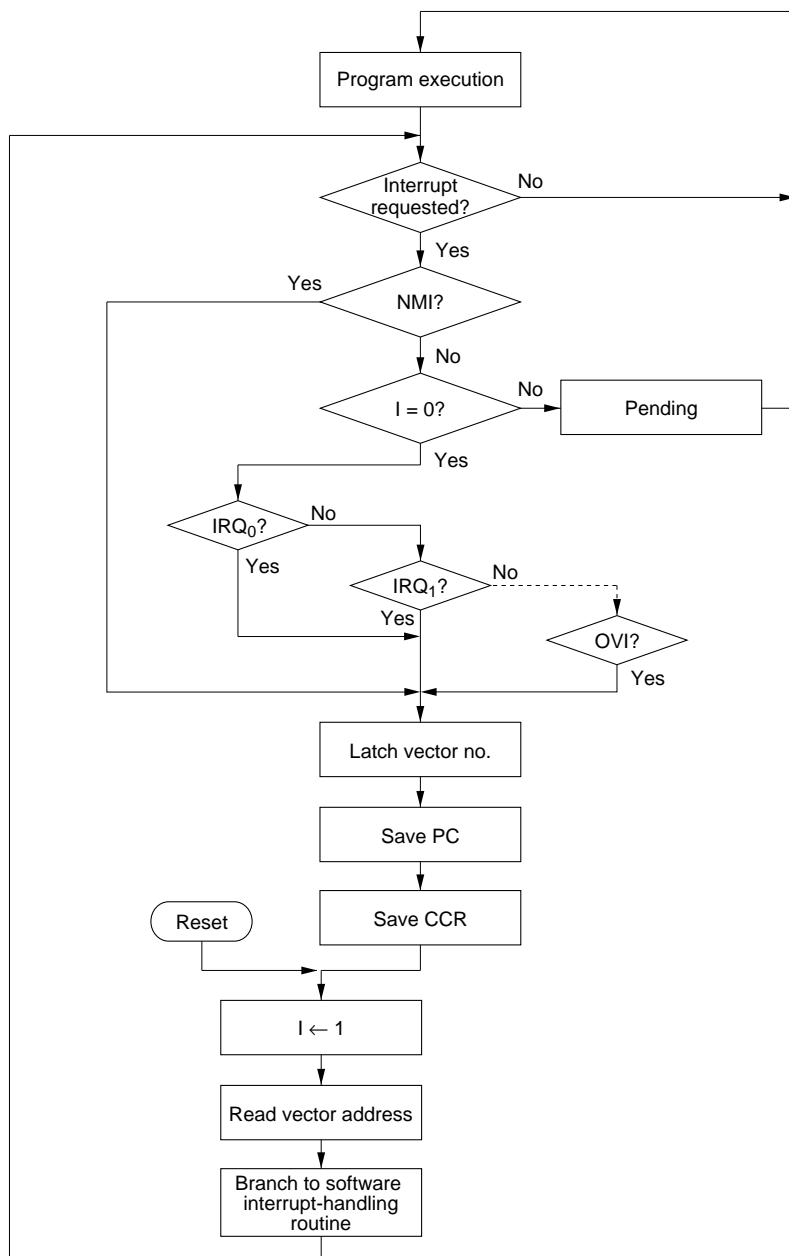 Program execution
Interrupt
requested?
No
Yes
Yes
NMI?
No
I = 0?
No
Pending
Yes
IRQ0?
No
Yes
IRQ1?
No
Yes
OVI?
Yes
Latch vector no.
Save PC
Save CCR
Reset
I ← 1
Read vector address
Branch to software
interrupt-handling
routine